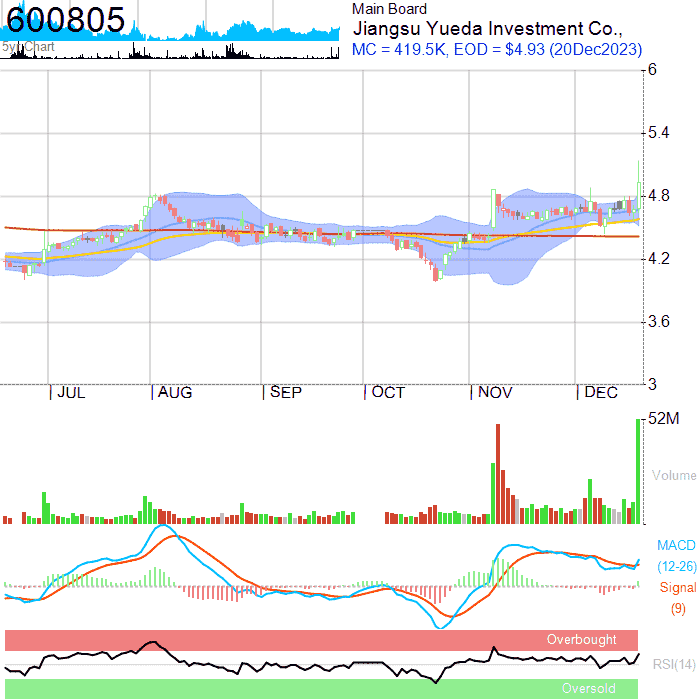 600805
5yr Chart
Main Board
Jiangsu Yueda Investment Co.,
MC = 419.5K, EOD = $4.93 (20Dec2023)
6
5.4
4.8
4.2
3.6
3
JUL AUG SEP OCT NOV DEC
52M
Volume
MACD
(12-26)
Signal
(9)
Overbought
RSI(14)
Oversold